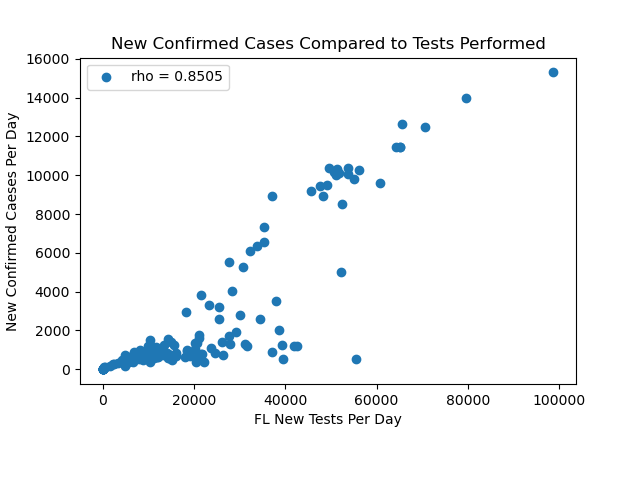 New Confirmed Cases Compared to Tests Performed
rho = 0.8505
New Confirmed Caeses Per Day
16000
14000
12000
10000
8000
6000
4000
2000
0
0 20000 40000 60000 80000 100000
FL New Tests Per Day